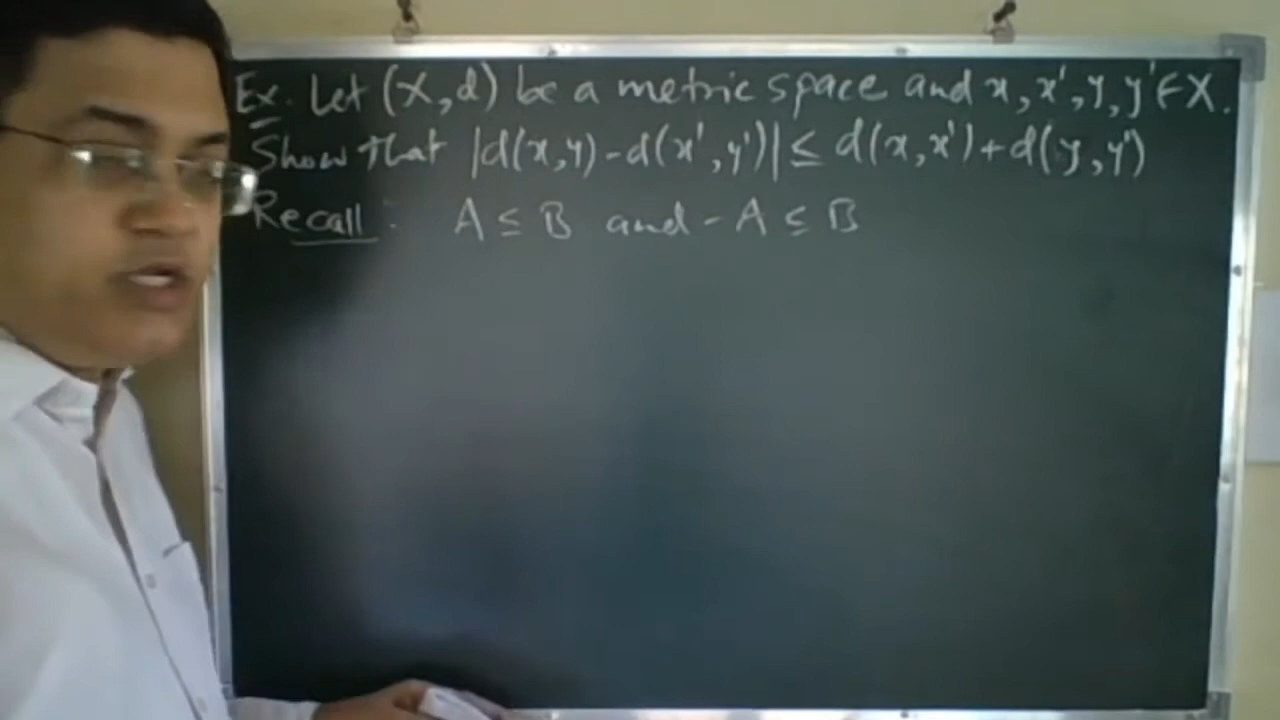 Ex. Let (X,d) be a metric space and x, x', y, y' ∈ X.
Show that |d(x,y) - d(x',y')| ≤ d(x,x') + d(y,y')
Recall: A ≤ B and -A ≤ B